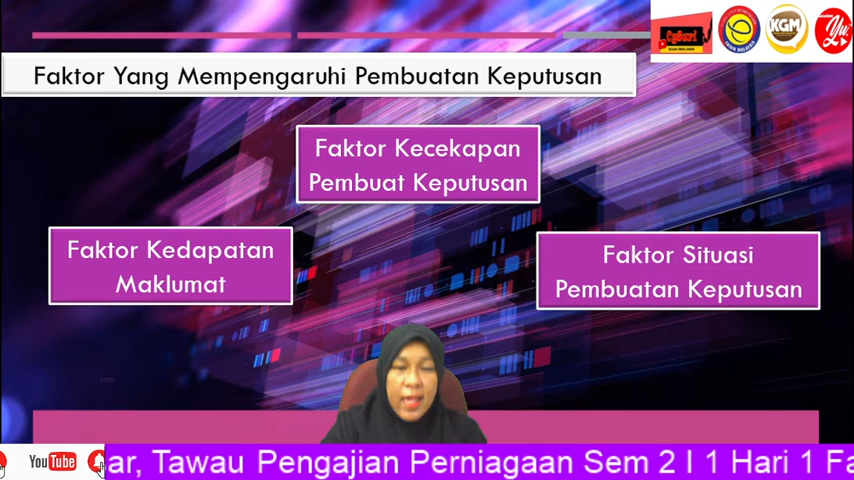 Faktor Yang Mempengaruhi Pembuatan Keputusan
Faktor Kecekapan
Pembuat Keputusan
Faktor Kedapatan
Maklumat
Faktor Situasi
Pembuatan Keputusan
KGM
Yu.
YouTube
ar, Tawau Pengajian Perniagaan Sem 2 I 1 Hari 1 Fa